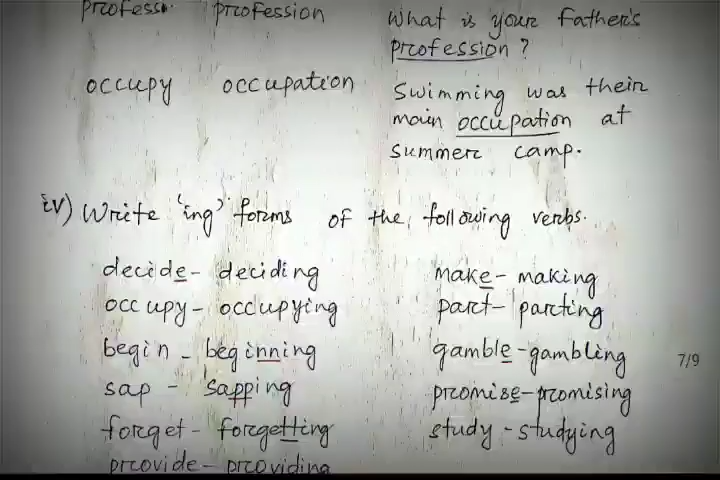 profess profession What is your father's
profession ?
occupy occupation Swimming was their
main occupation at
summer camp.
iv) Write 'ing' forms of the following verbs.
decide - deciding make - making
occupy - occupying part - parting
begin - beginning gamble - gambling
sap - sapping promise - promising
forget - forgetting study - studying
provide - providing
7/9